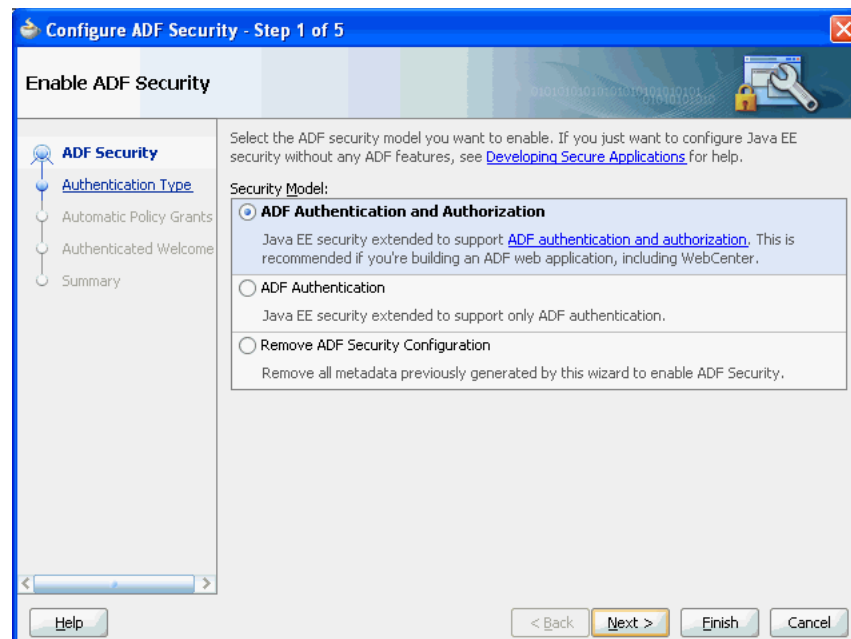 Configure ADF Security - Step 1 of 5
Enable ADF Security
ADF Security
Authentication Type
Automatic Policy Grants
Authenticated Welcome
Summary
Select the ADF security model you want to enable. If you just want to configure Java EE
security without any ADF features, see Developing Secure Applications for help.
Security Model:
ADF Authentication and Authorization
Java EE security extended to support ADF authentication and authorization. This is
recommended if you're building an ADF web application, including WebCenter.
ADF Authentication
Java EE security extended to support only ADF authentication.
Remove ADF Security Configuration
Remove all metadata previously generated by this wizard to enable ADF Security.
Help
< Back
Next >
Finish
Cancel